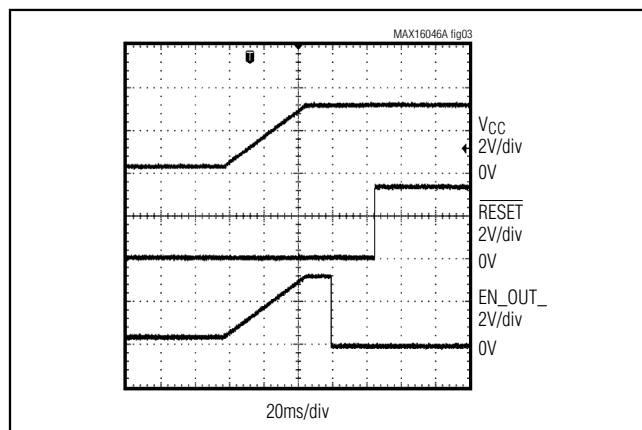 MAX16046A fig03
T
VCC
2V/div
0V
RESET
2V/div
0V
EN_OUT_
2V/div
0V
20ms/div